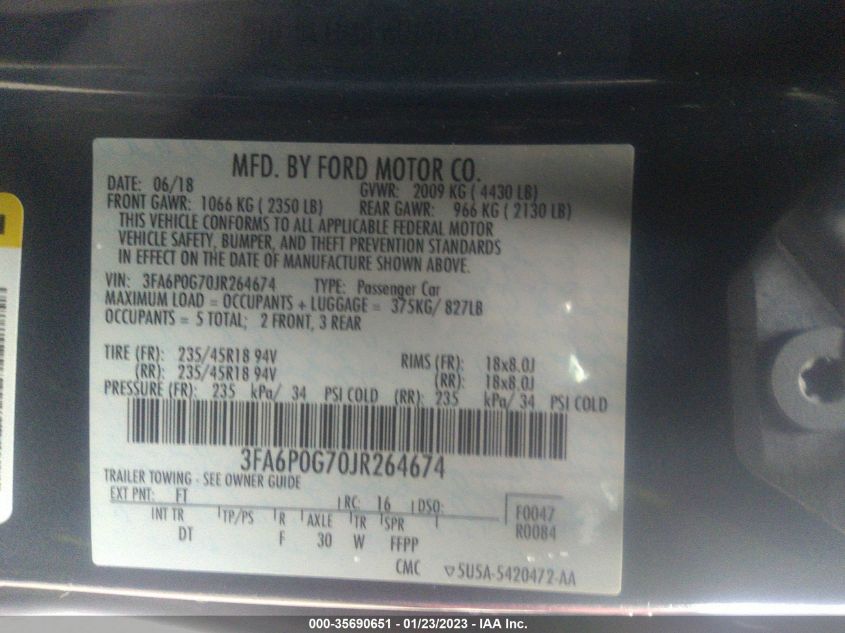 MFD. BY FORD MOTOR CO.
DATE: 06/18 GVWR: 2009 KG ( 4430 LB)
FRONT GAWR: 1066 KG ( 2350 LB) REAR GAWR: 966 KG ( 2130 LB)
THIS VEHICLE CONFORMS TO ALL APPLICABLE FEDERAL MOTOR
VEHICLE SAFETY, BUMPER, AND THEFT PREVENTION STANDARDS
IN EFFECT ON THE DATE OF MANUFACTURE SHOWN ABOVE.
VIN: 3FA6P0G70JR264674 TYPE: Passenger Car
MAXIMUM LOAD = OCCUPANTS + LUGGAGE = 375KG/ 827LB
OCCUPANTS = 5 TOTAL; 2 FRONT, 3 REAR
TIRE (FR): 235/45R18 94V RIMS (FR): 18x8.0J
(RR): 235/45R18 94V (RR): 18x8.0J
PRESSURE (FR): 235 kPa/ 34 PSI COLD (RR): 235 kPa/ 34 PSI COLD
3FA6P0G70JR264674
TRAILER TOWING - SEE OWNER GUIDE
EXT PNT: FT RC: 16 DSO: F0047
INT TR TP/PS R AXLE TR SPR R0084
DT F 30 W FFPP
CMC ▽5U5A-5420472-AA
000-35690651 - 01/23/2023 - IAA Inc.